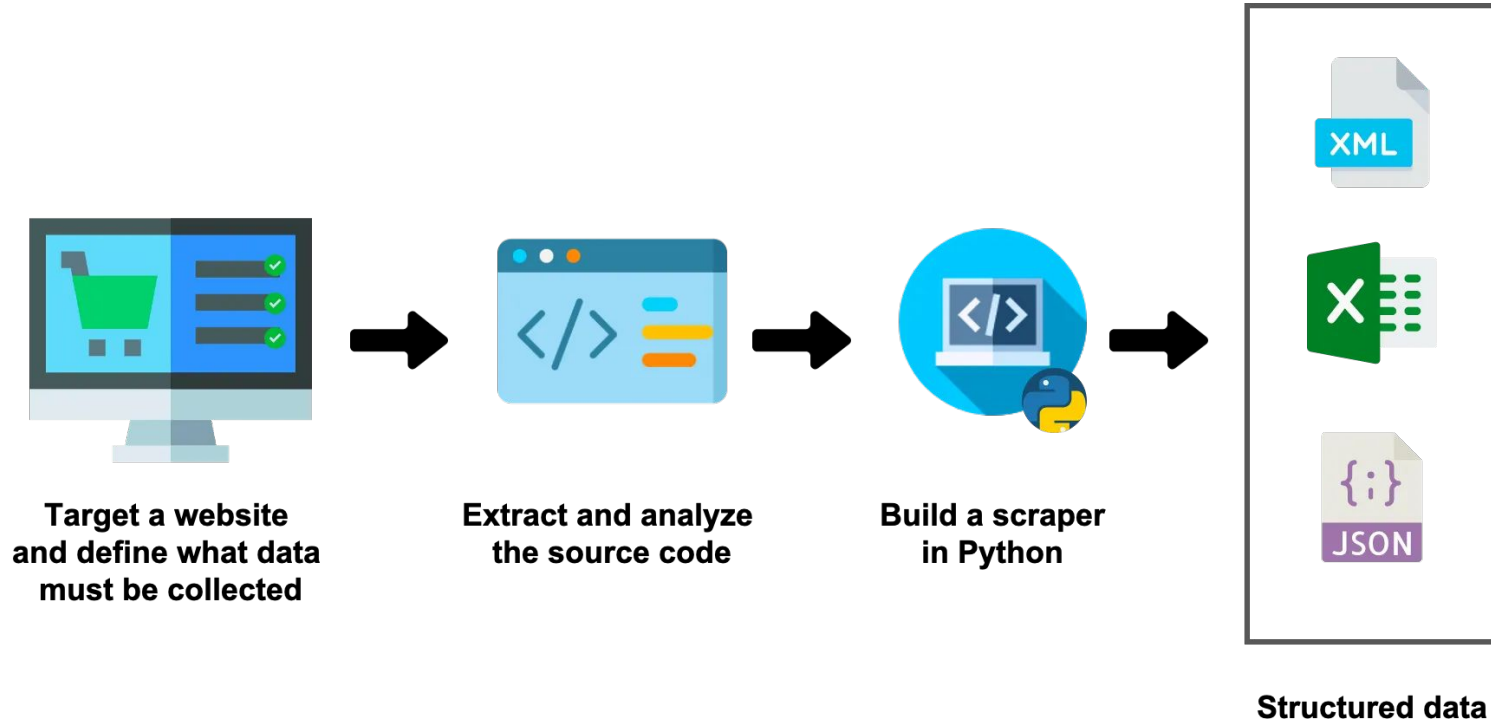 Target a website
and define what data
must be collected
Extract and analyze
the source code
Build a scraper
in Python
XML
X
{;}
JSON
Structured data